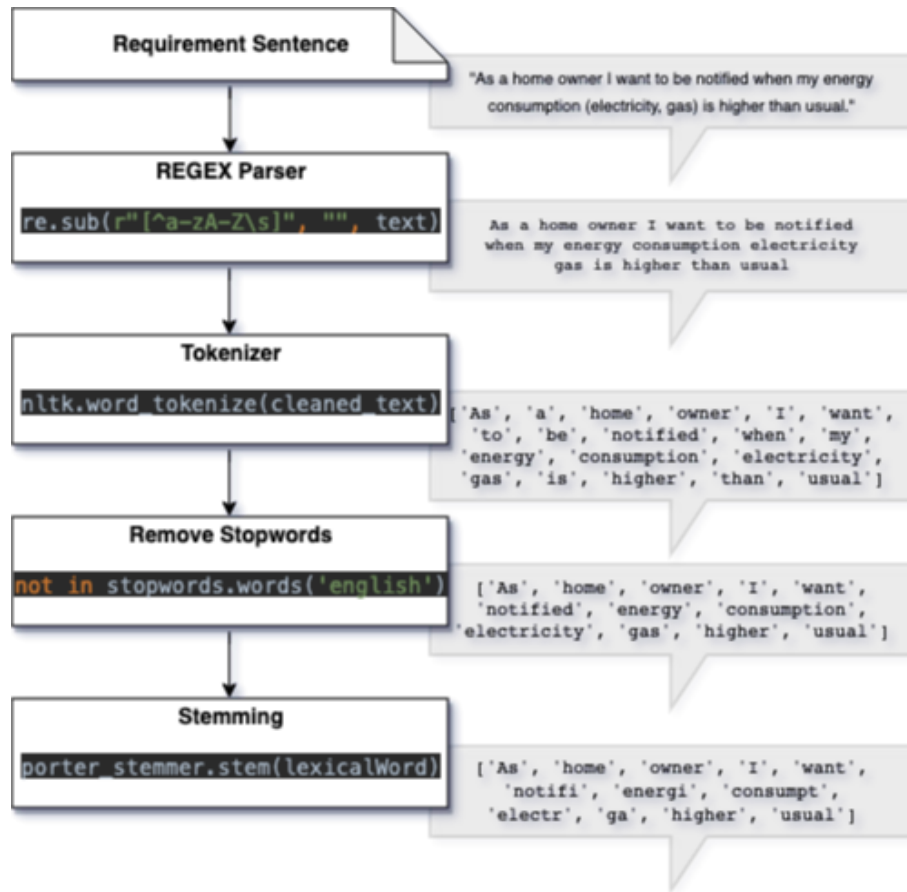 Requirement Sentence
"As a home owner I want to be notified when my energy
consumption (electricity, gas) is higher than usual."
REGEX Parser
re.sub(r"[^a-zA-Z\s]", "", text)
As a home owner I want to be notified
when my energy consumption electricity
gas is higher than usual
Tokenizer
nltk.word_tokenize(cleaned_text)
['As', 'a', 'home', 'owner', 'I', 'want',
'to', 'be', 'notified', 'when', 'my',
'energy', 'consumption', 'electricity',
'gas', 'is', 'higher', 'than', 'usual']
Remove Stopwords
not in stopwords.words('english')
['As', 'home', 'owner', 'I', 'want',
'notified', 'energy', 'consumption',
'electricity', 'gas', 'higher', 'usual']
Stemming
porter_stemmer.stem(lexicalWord)
['As', 'home', 'owner', 'I', 'want',
'notifi', 'energi', 'consumpt',
'electr', 'ga', 'higher', 'usual']